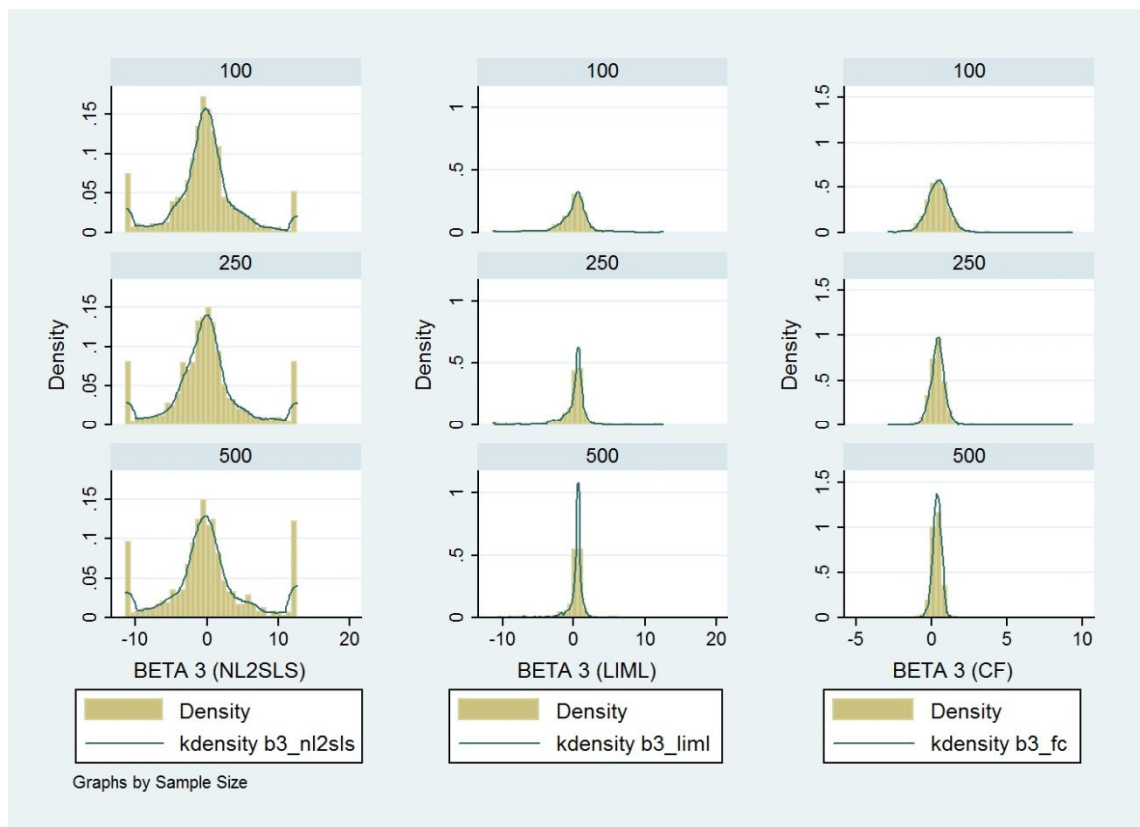 100
.15
.1
.05
0
250
.15
.1
.05
0
500
.15
.1
.05
0
-10 0 10 20
Density
BETA 3 (NL2SLS)
Density
kdensity b3_nl2sls
100
1
.5
0
250
1
.5
0
500
1
.5
0
-10 0 10 20
Density
BETA 3 (LIML)
Density
kdensity b3_liml
100
1.5
1
.5
0
250
1.5
1
.5
0
500
1.5
1
.5
0
-5 0 5 10
Density
BETA 3 (CF)
Density
kdensity b3_fc
Graphs by Sample Size